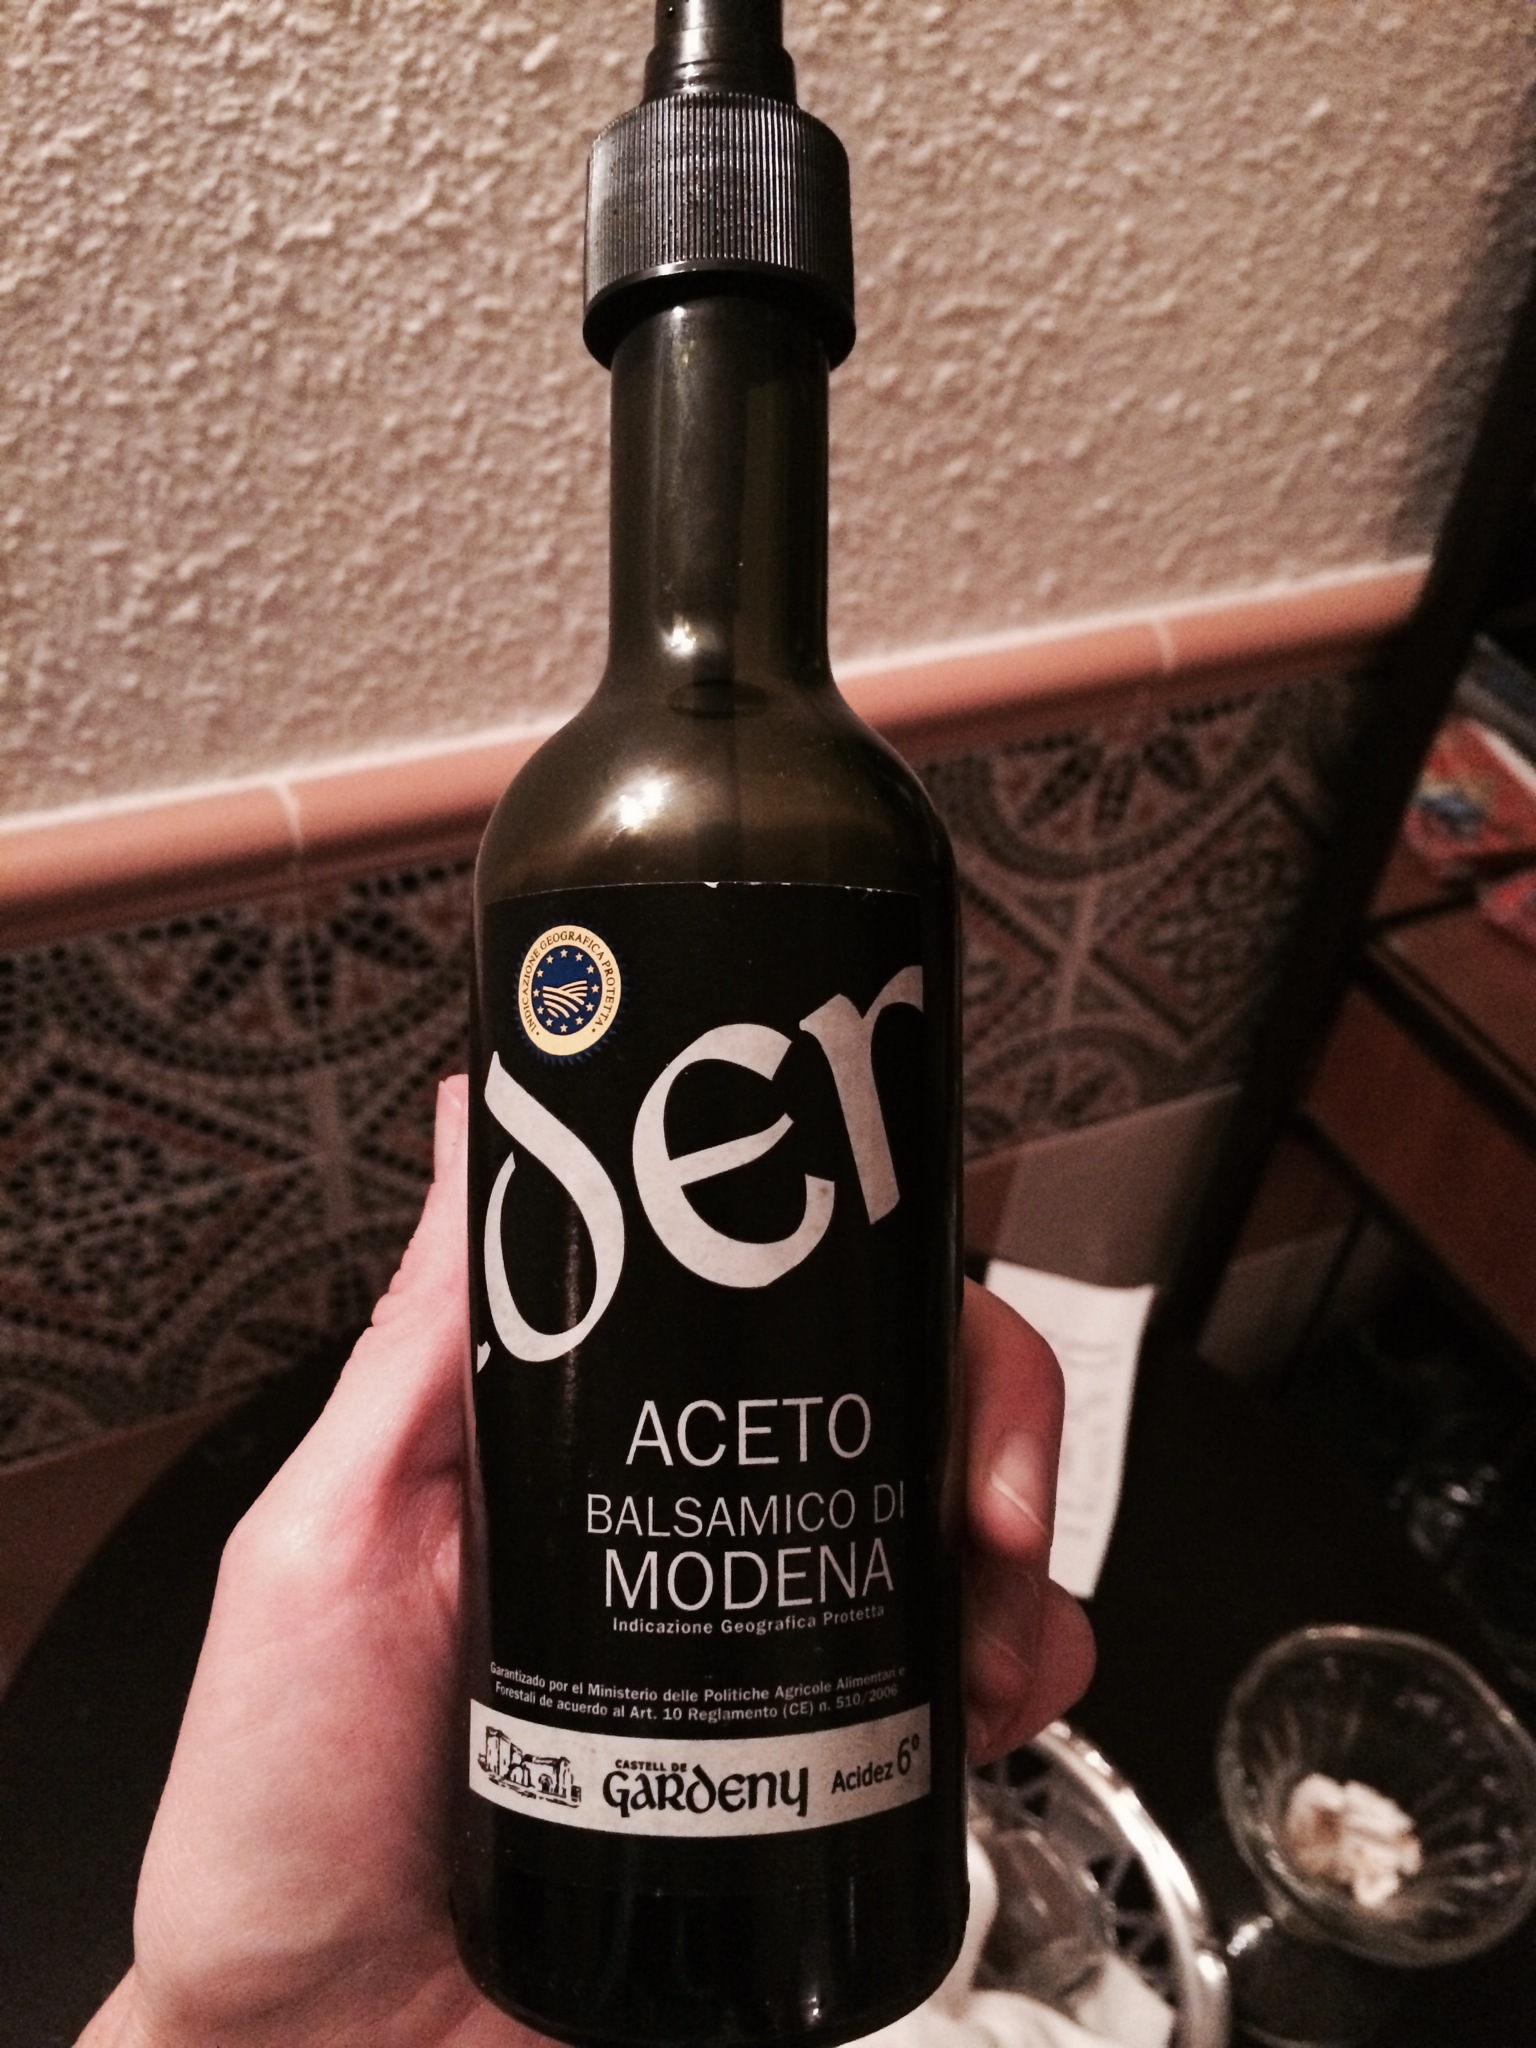 INDICAZIONE GEOGRAFICA PROTETTA
der
ACETO
BALSAMICO DI
MODENA
Indicazione Geografica Protetta
Garantizado por el Ministerio delle Politiche Agricole Alimentari e
Forestali de acuerdo al Art. 10 Reglamento (CE) n. 510/2006
CASTELL DE
GARDENY
Acidez 6º